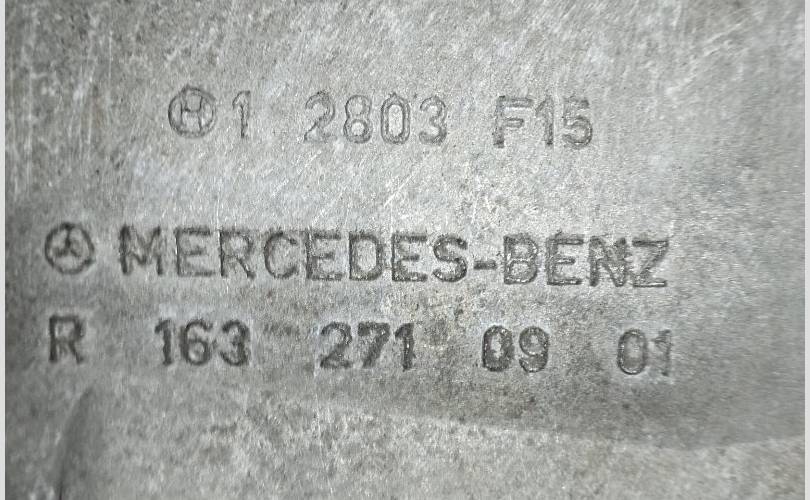 H 1 2803 F15
MERCEDES-BENZ
R 163 271 09 01